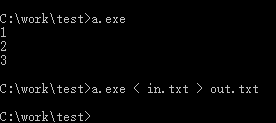 C:\work\test>a.exe
1
2
3
C:\work\test>a.exe < in.txt > out.txt
C:\work\test>